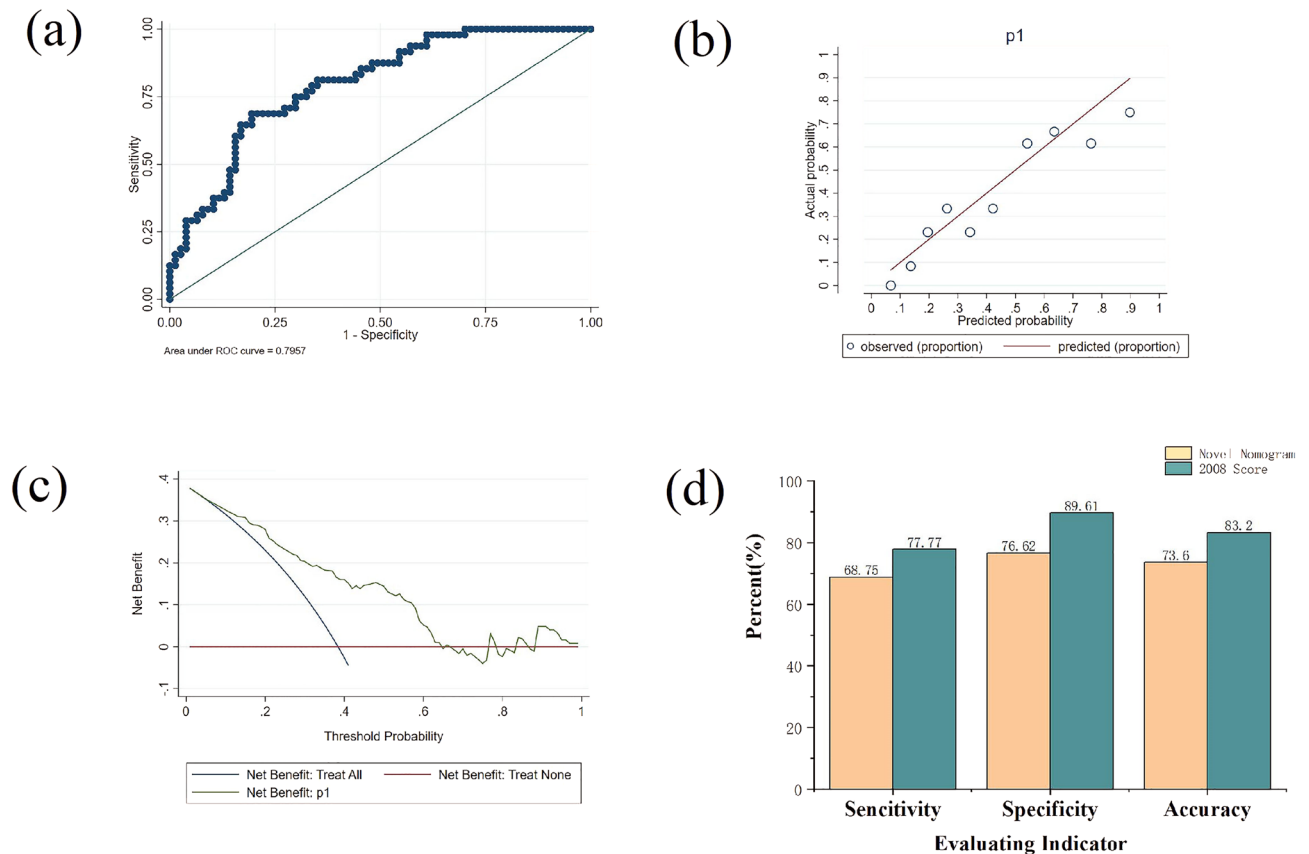 (a)
Sensitivity
1.00
0.75
0.50
0.25
0.00
0.00 0.25 0.50 0.75 1.00
1 - Specificity
Area under ROC curve = 0.7957
(b)
p1
Actual probability
1
.9
.8
.7
.6
.5
.4
.3
.2
.1
0
0 .1 .2 .3 .4 .5 .6 .7 .8 .9 1
Predicted probability
observed (proportion) predicted (proportion)
(c)
Net Benefit
.4
.3
.2
.1
0
-.1
0 .2 .4 .6 .8 1
Threshold Probability
Net Benefit: Treat All Net Benefit: Treat None
Net Benefit: p1
(d)
Novel Nomogram
2008 Score
Percent(%)
100
80
60
40
20
0
68.75 77.77 76.62 89.61 73.6 83.2
Sencitivity Specificity Accuracy
Evaluating Indicator